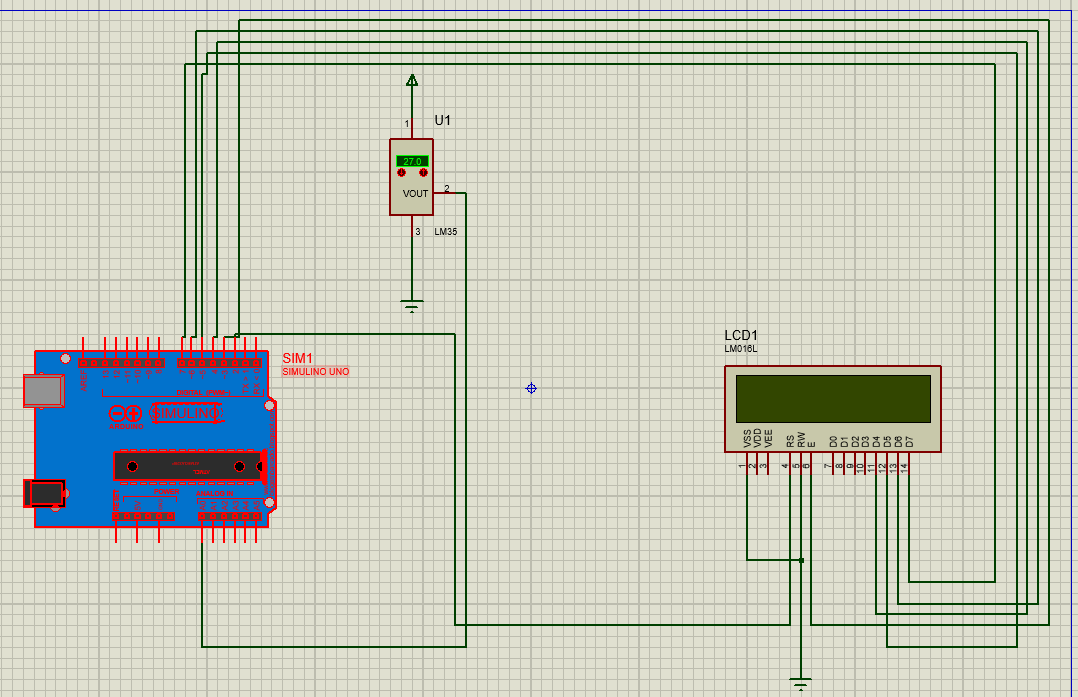 1
U1
27.0
2
VOUT
3
LM35
SIM1
SIMULINO UNO
SIMULINO
ARDUINO
LCD1
LM016L
VSS
VDD
VEE
RS
RW
E
D0
D1
D2
D3
D4
D5
D6
D7
1
2
3
4
5
6
7
8
9
10
11
12
13
14